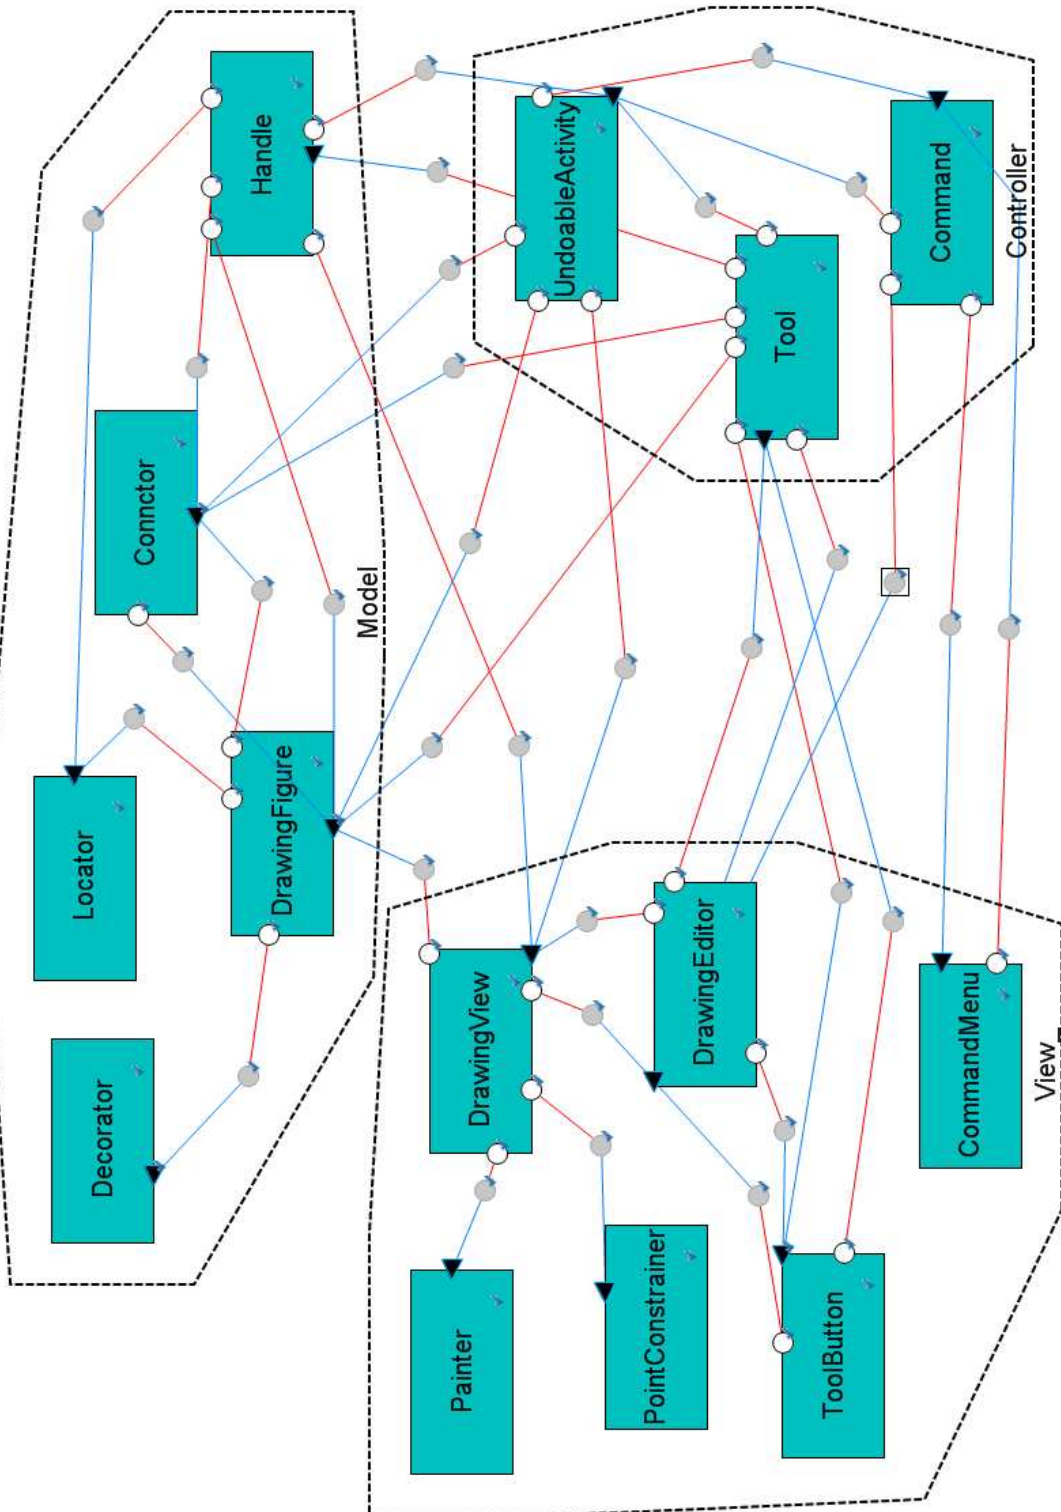 Handle
UndoableActivity
Command
Controller
Tool
Connctor
Model
Locator
DrawingFigure
Decorator
DrawingView
DrawingEditor
CommandMenu
View
Painter
PointConstrainer
ToolButton